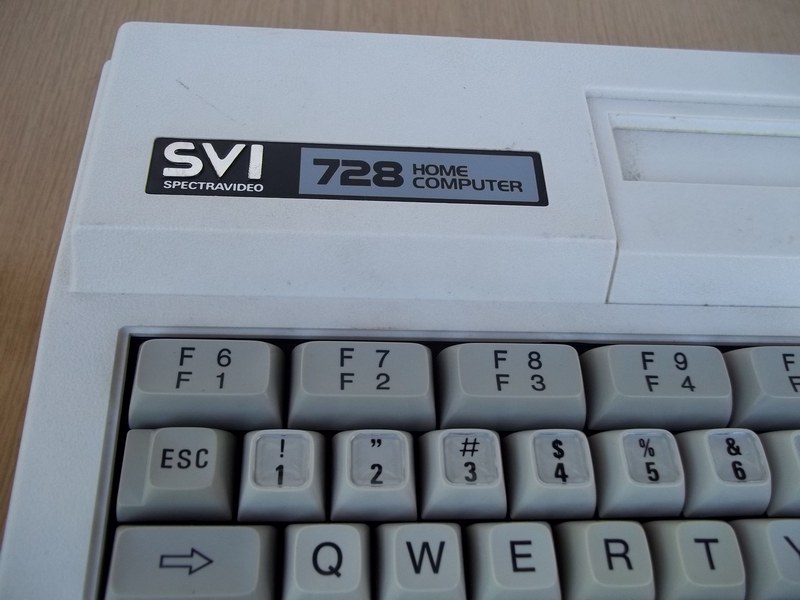 SVI
SPECTRAVIDEO
728 HOME
COMPUTER
F 6 F 7 F 8 F 9 F
F 1 F 2 F 3 F 4 F
ESC ! " # $ % &
1 2 3 4 5 6
Q W E R T